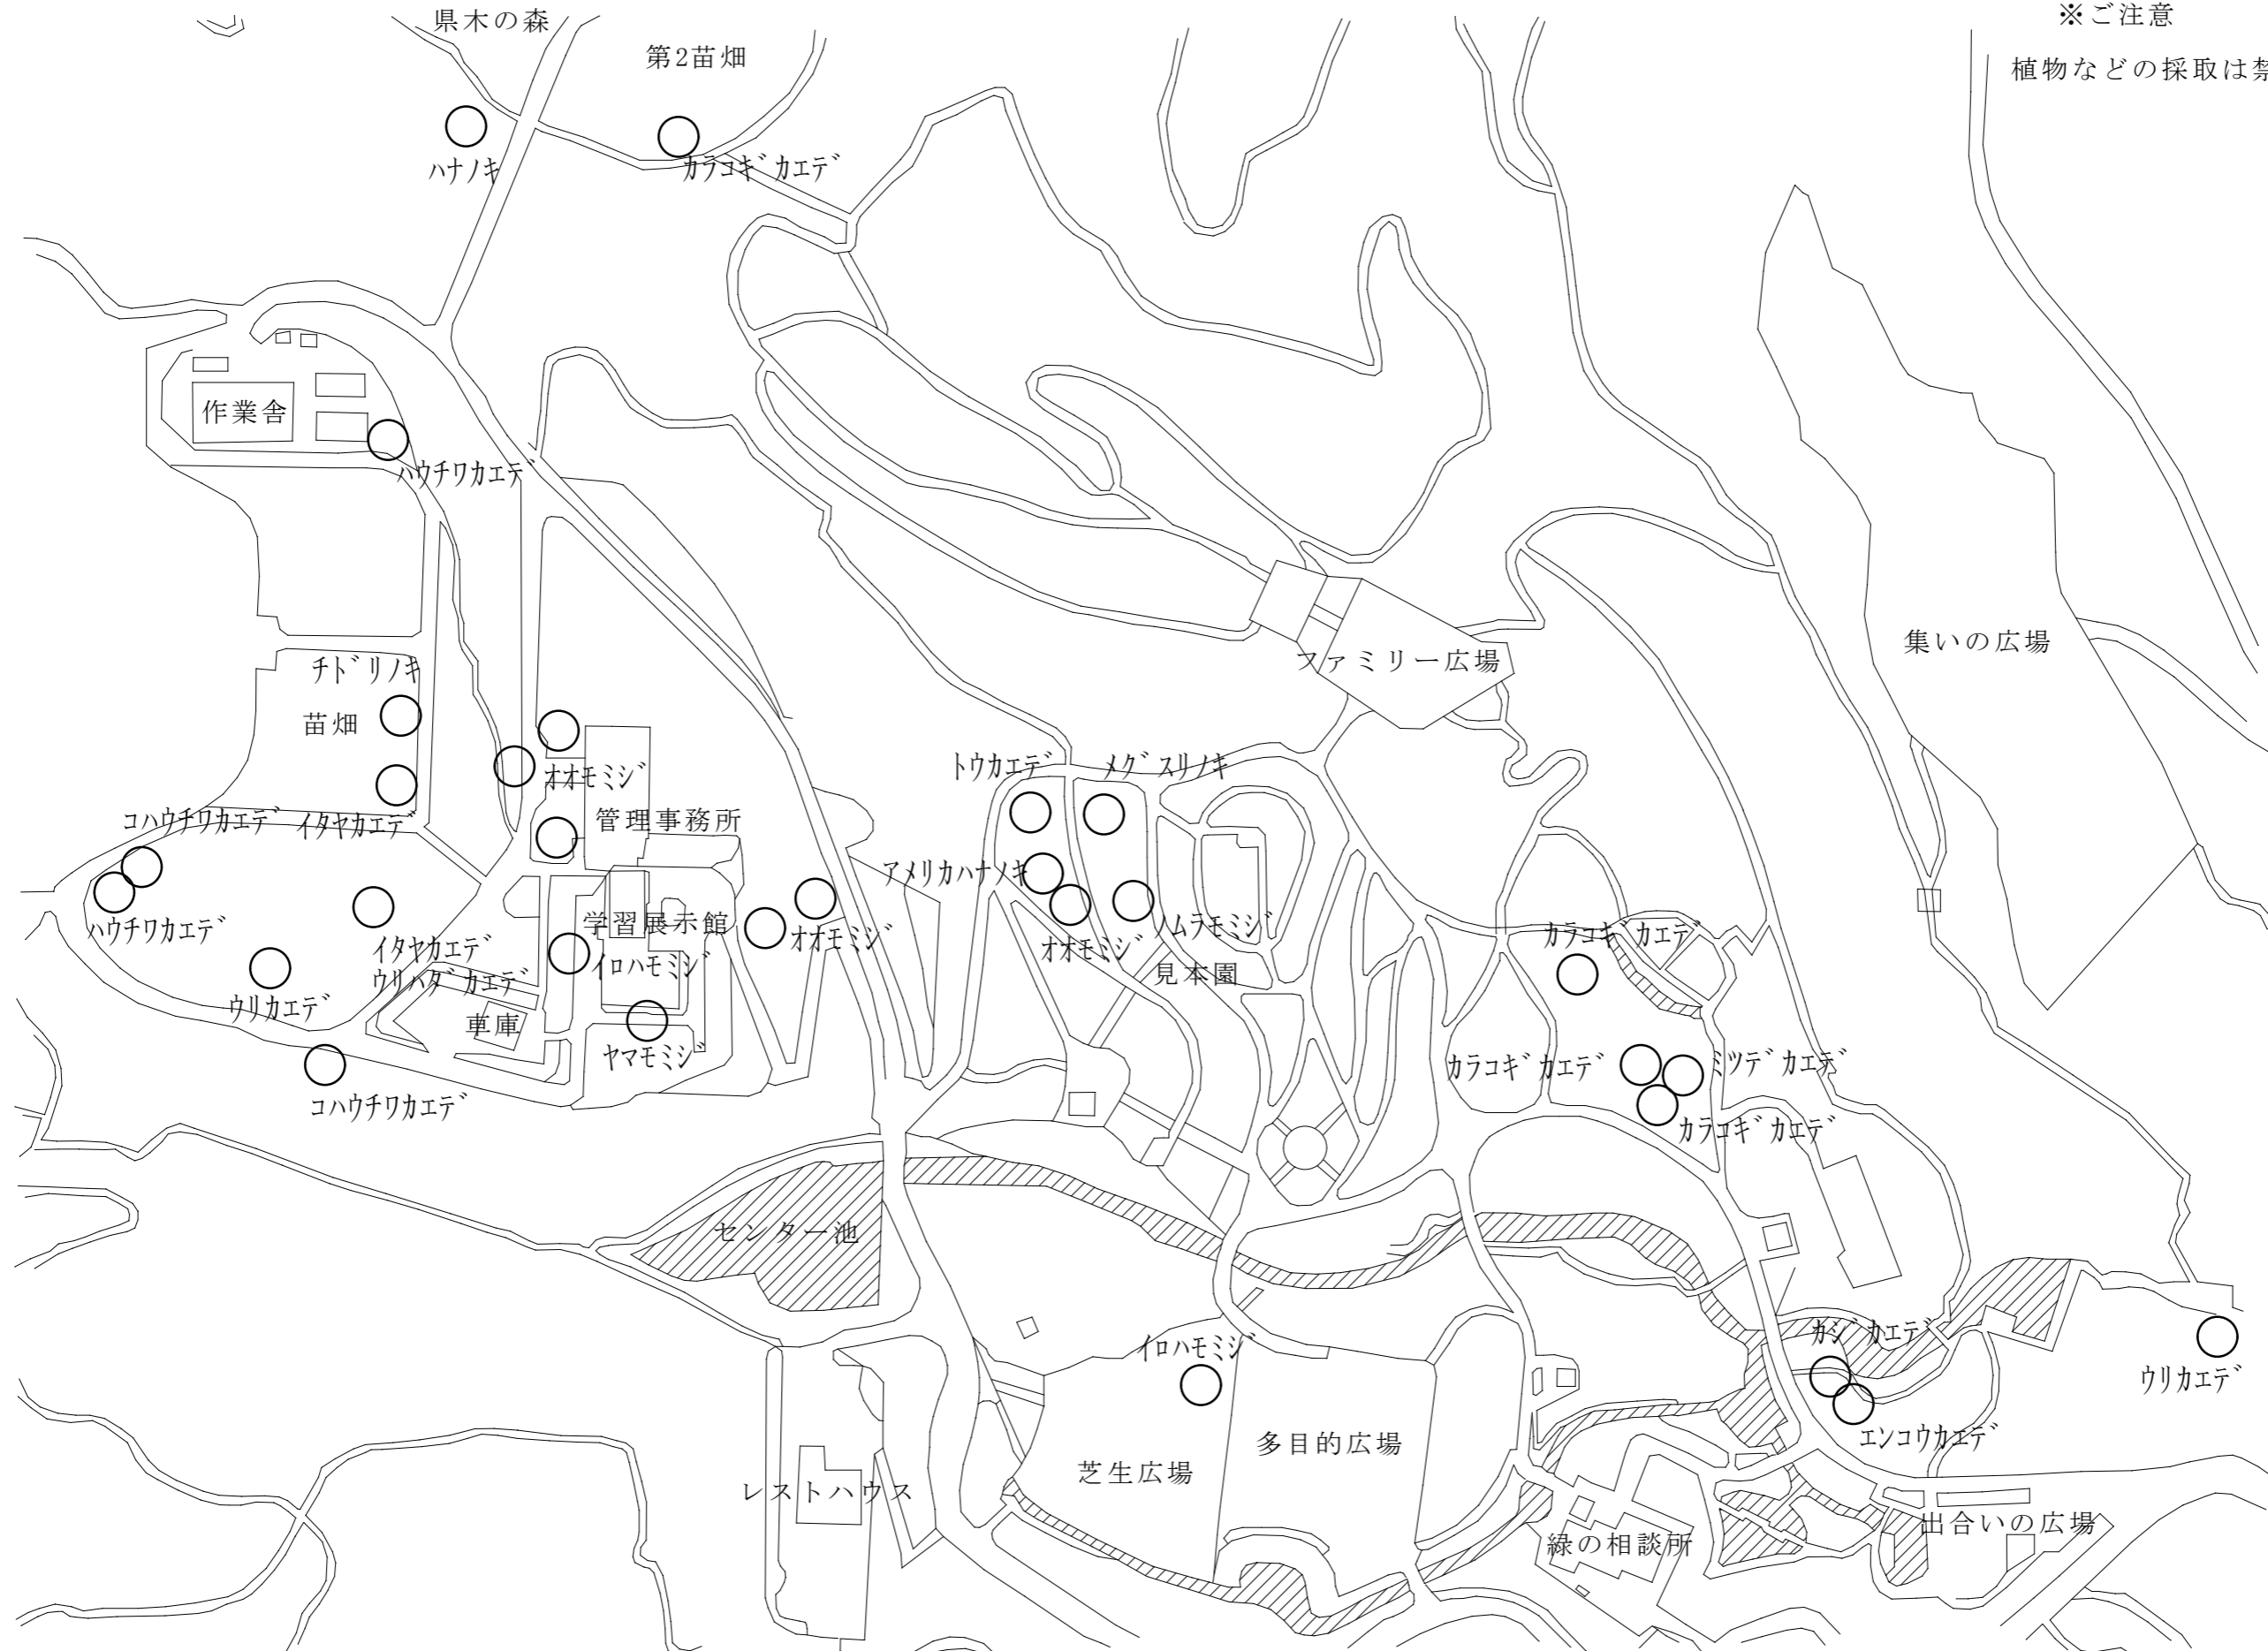 県木の森
※ご注意
第2苗畑
植物などの採取は禁
ハナノキ
カラコギカエデ
作業舎
ハウチワカエデ
集いの広場
ファミリー広場
チドリノキ
苗畑
オオモミジ
トウカエデ
メグスリノキ
コハウチワカエデ
イタヤカエデ
管理事務所
アメリカハナノキ
ハウチワカエデ
学習展示館
オオモミジ
ノムラモミジ
カラコギカエデ
イタヤカエデ
オオモミジ
イロハモミジ
見本園
ウリハダカエデ
ウリカエデ
車庫
ヤマモミジ
カラコギカエデ
ミツデカエデ
コハウチワカエデ
カラコギカエデ
センター池
カジカエデ
イロハモミジ
ウリカエデ
エンコウカエデ
多目的広場
芝生広場
レストハウス
出合いの広場
緑の相談所